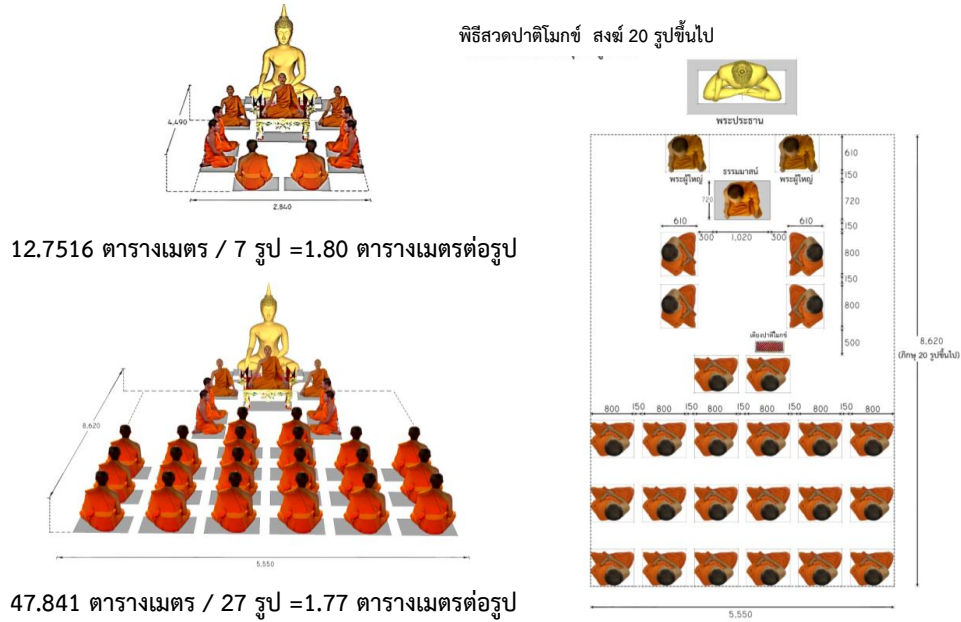 พิธีสวดปาติโมกข์ สงฆ์ 20 รูปขึ้นไป
4,490
2,840
12.7516 ตารางเมตร / 7 รูป =1.80 ตารางเมตรต่อรูป
8,620
5,550
47.841 ตารางเมตร / 27 รูป =1.77 ตารางเมตรต่อรูป
พระประธาน
พระผู้ใหญ่
ธรรมมาสน์
พระผู้ใหญ่
610
150
720
720
150
610
610
300
1,020
300
800
150
800
500
เตียงปาติโมกข์
8,620
(ภิกษุ 20 รูปขึ้นไป)
800 150 800 150 800 150 800 150 800 150 800
5,550